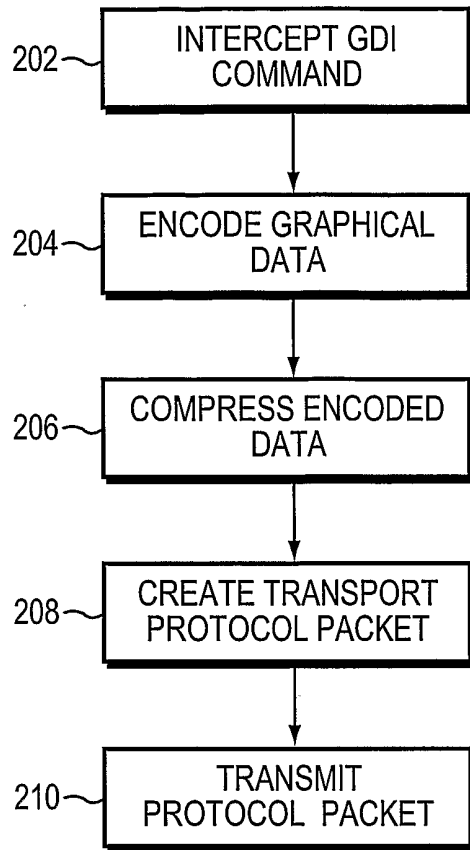 202
INTERCEPT GDI
COMMAND
204
ENCODE GRAPHICAL
DATA
206
COMPRESS ENCODED
DATA
208
CREATE TRANSPORT
PROTOCOL PACKET
210
TRANSMIT
PROTOCOL PACKET